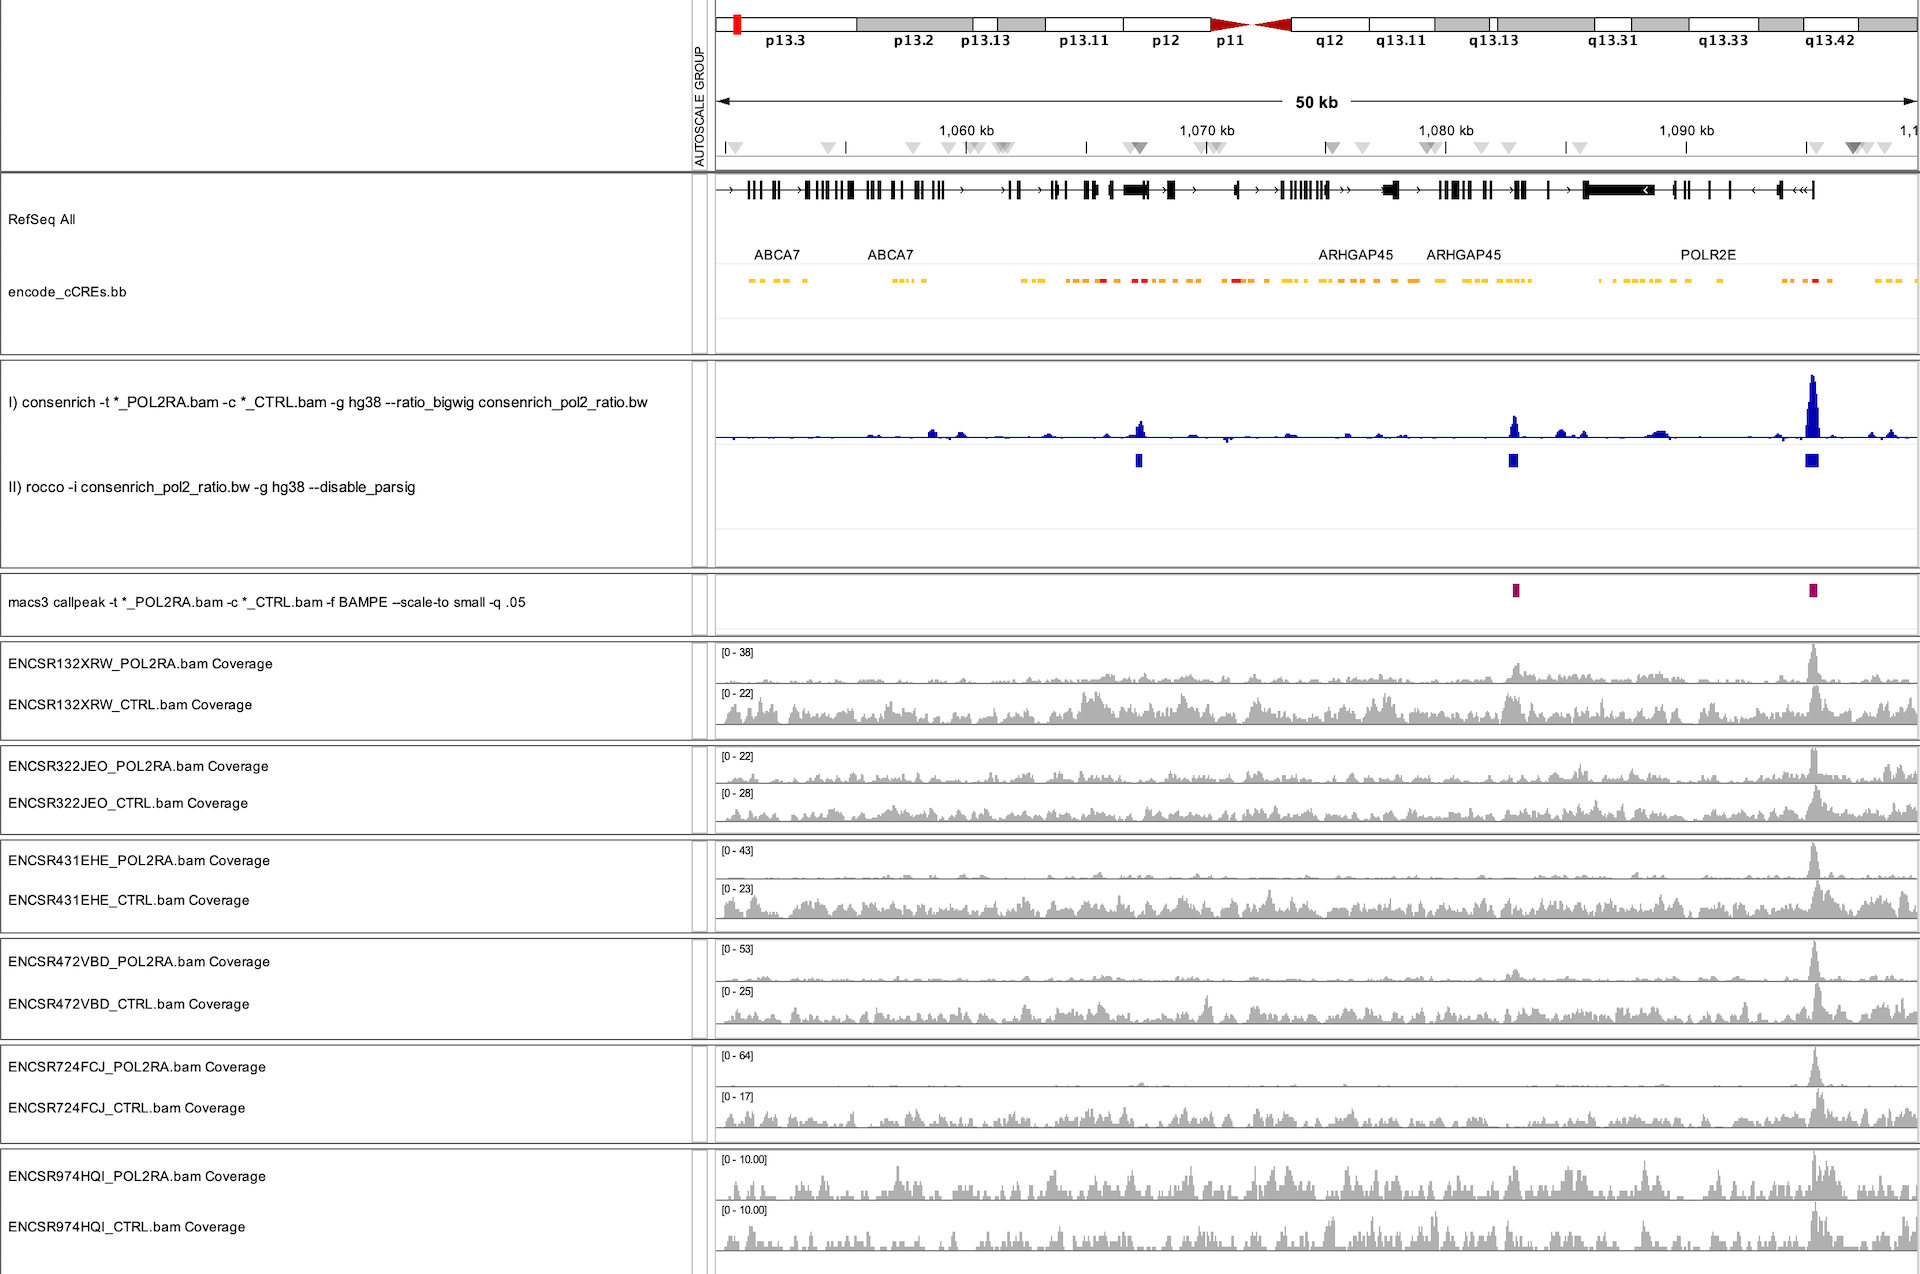 p13.3 p13.2 p13.13 p13.11 p12 p11 q12 q13.11 q13.13 q13.31 q13.33 q13.42
AUTOSCALE GROUP
50 kb
1,060 kb 1,070 kb 1,080 kb 1,090 kb 1,1
RefSeq All
ABCA7 ABCA7 ARHGAP45 ARHGAP45 POLR2E
encode_cCREs.bb
I) consenrich -t *_POL2RA.bam -c *_CTRL.bam -g hg38 --ratio_bigwig consenrich_pol2_ratio.bw
II) rocco -i consenrich_pol2_ratio.bw -g hg38 --disable_parsig
macs3 callpeak -t *_POL2RA.bam -c *_CTRL.bam -f BAMPE --scale-to small -q .05
ENCSR132XRW_POL2RA.bam Coverage [0 - 38]
ENCSR132XRW_CTRL.bam Coverage [0 - 22]
ENCSR322JEO_POL2RA.bam Coverage [0 - 22]
ENCSR322JEO_CTRL.bam Coverage [0 - 28]
ENCSR431EHE_POL2RA.bam Coverage [0 - 43]
ENCSR431EHE_CTRL.bam Coverage [0 - 23]
ENCSR472VBD_POL2RA.bam Coverage [0 - 53]
ENCSR472VBD_CTRL.bam Coverage [0 - 25]
ENCSR724FCJ_POL2RA.bam Coverage [0 - 64]
ENCSR724FCJ_CTRL.bam Coverage [0 - 17]
ENCSR974HQI_POL2RA.bam Coverage [0 - 10.00]
ENCSR974HQI_CTRL.bam Coverage [0 - 10.00]